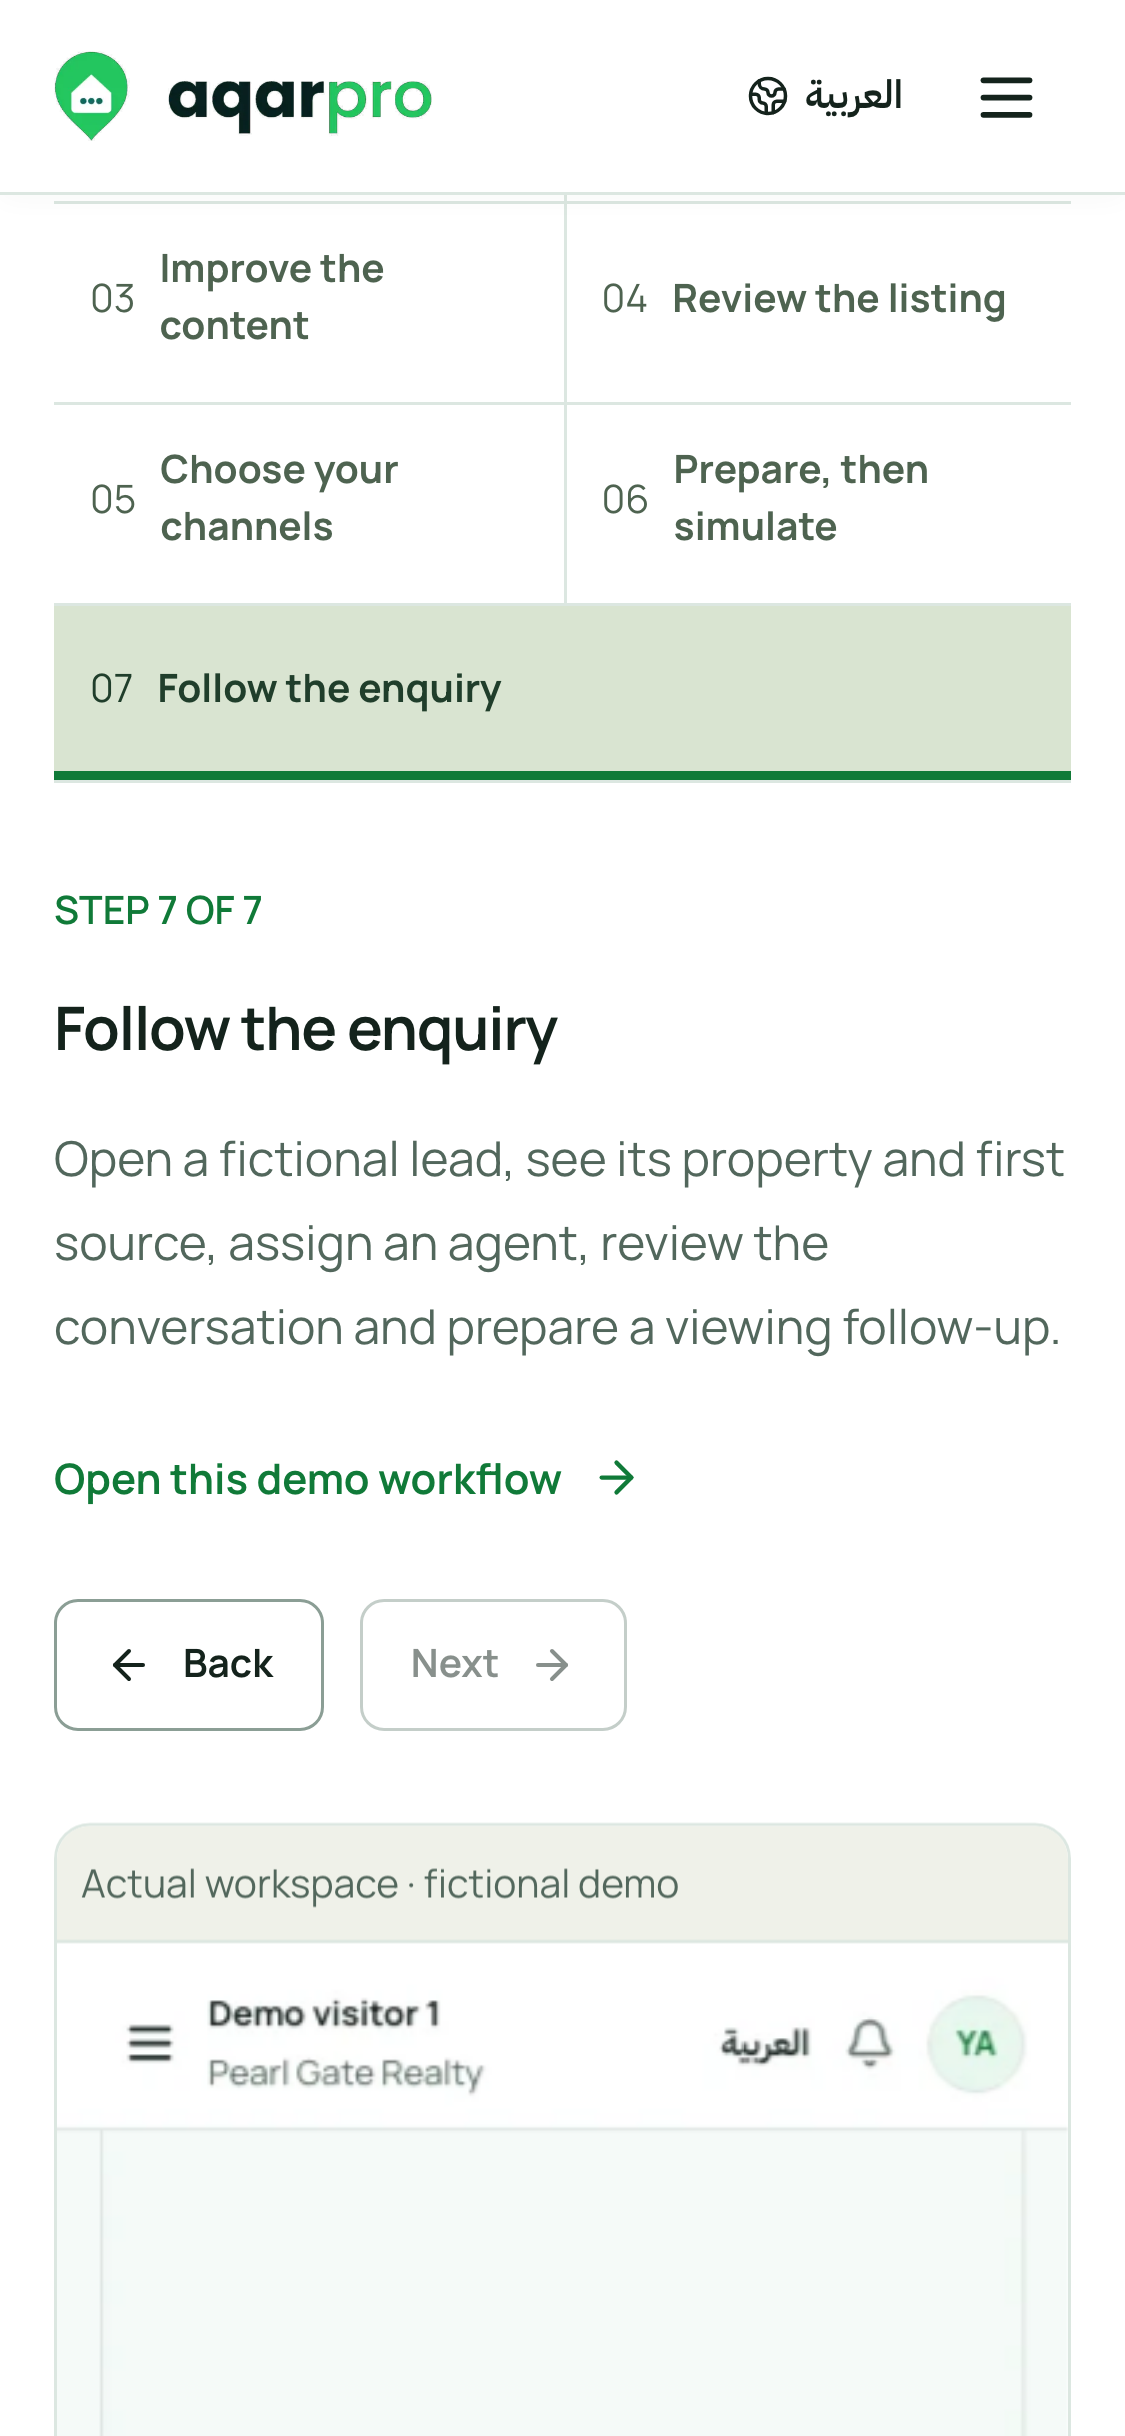 aqarpro
العربية
03 Improve the
content
04 Review the listing
05 Choose your
channels
06 Prepare, then
simulate
07 Follow the enquiry
STEP 7 OF 7
Follow the enquiry
Open a fictional lead, see its property and first
source, assign an agent, review the
conversation and prepare a viewing follow-up.
Open this demo workflow →
← Back
Next →
Actual workspace · fictional demo
Demo visitor 1
Pearl Gate Realty
العربية
YA